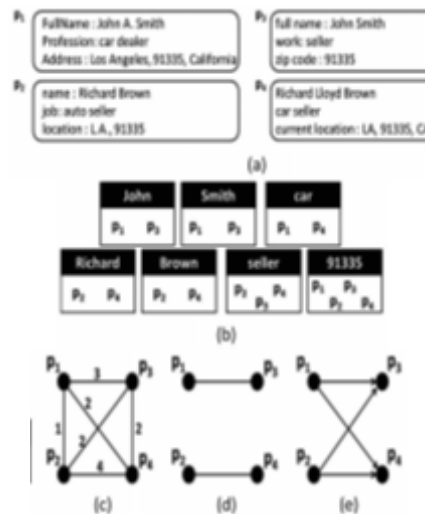 p1 p3
FullName : John A. Smith
Profession: car dealer
Address : Los Angeles, 91335, California
full name : John Smith
work: seller
zip code : 91335
p2 p4
name : Richard Brown
job: auto seller
location : L.A., 91335
Richard Lloyd Brown
car seller
current location : LA, 91335, CA
(a)
John Smith car
p1 p3 p1 p3 p1 p4
Richard Brown seller 91335
p2 p4 p2 p4 p2 p3 p4 p1 p2 p3 p4
(b)
p1 3 p3 p1 p3 p1 p3
2
1 2
2
p2 4 p4 p2 p4 p2 p4
(c) (d) (e)